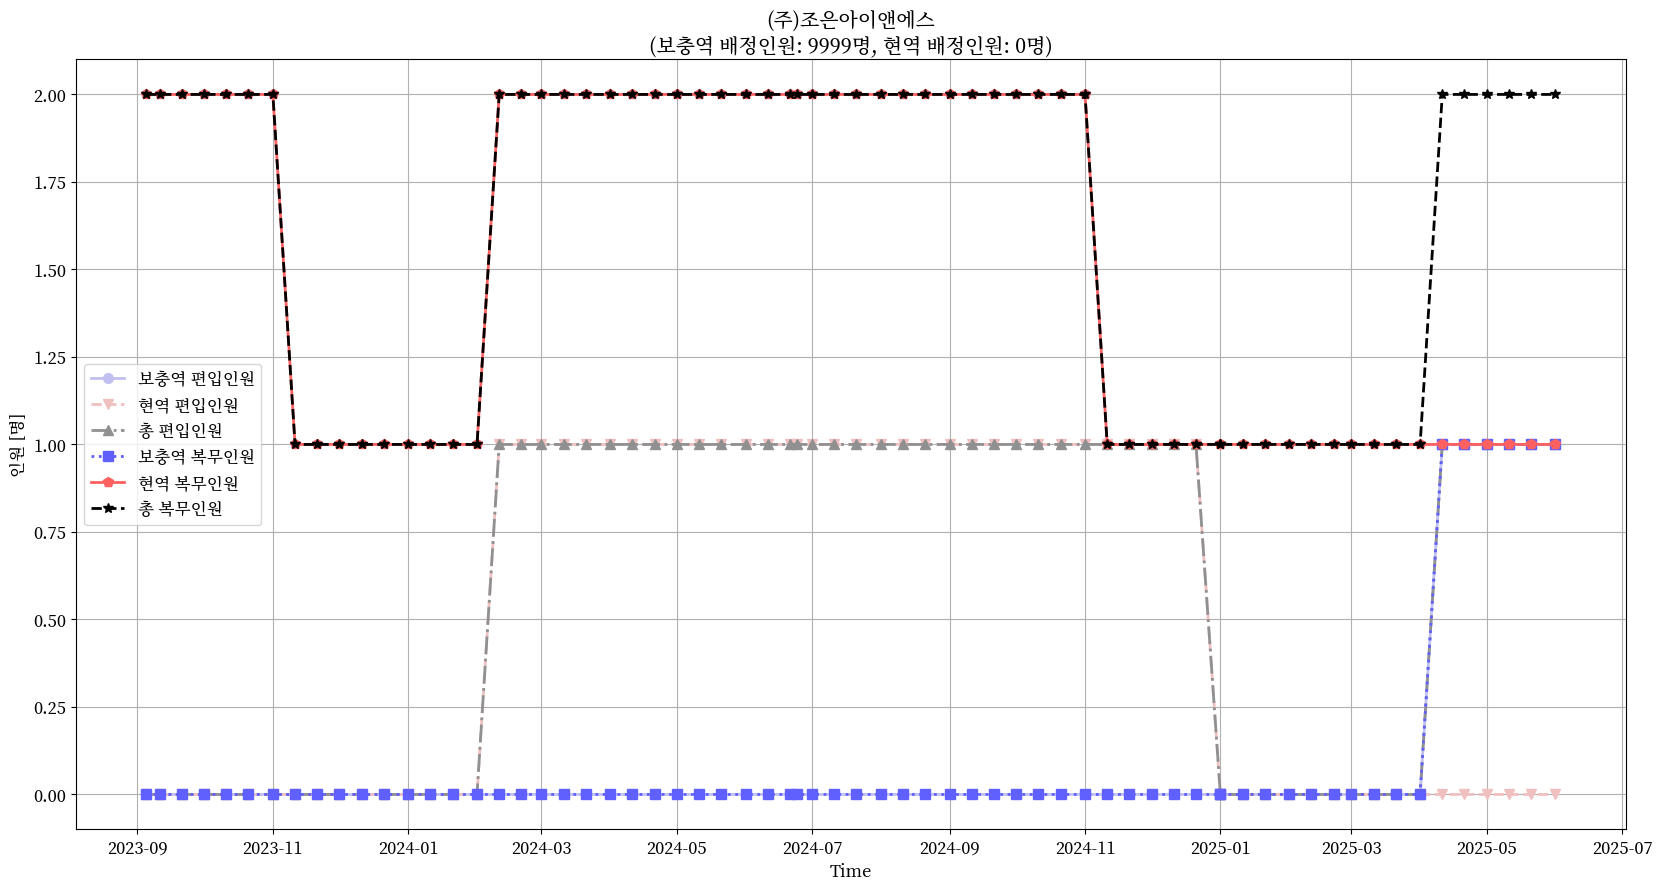 (주)조은아이앤에스
(보충역 배정인원: 9999명, 현역 배정인원: 0명)
인원 [명]
2.00
1.75
1.50
1.25
1.00
0.75
0.50
0.25
0.00
보충역 편입인원
현역 편입인원
총 편입인원
보충역 복무인원
현역 복무인원
총 복무인원
2023-09 2023-11 2024-01 2024-03 2024-05 2024-07 2024-09 2024-11 2025-01 2025-03 2025-05 2025-07
Time